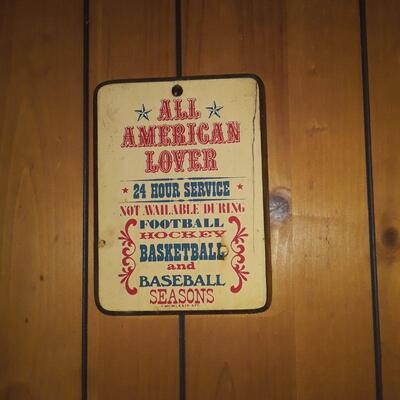 ALL
AMERICAN
LOVER
24 HOUR SERVICE
NOT AVAILABLE DURING
FOOTBALL
HOCKEY
BASKETBALL
and
BASEBALL
SEASONS